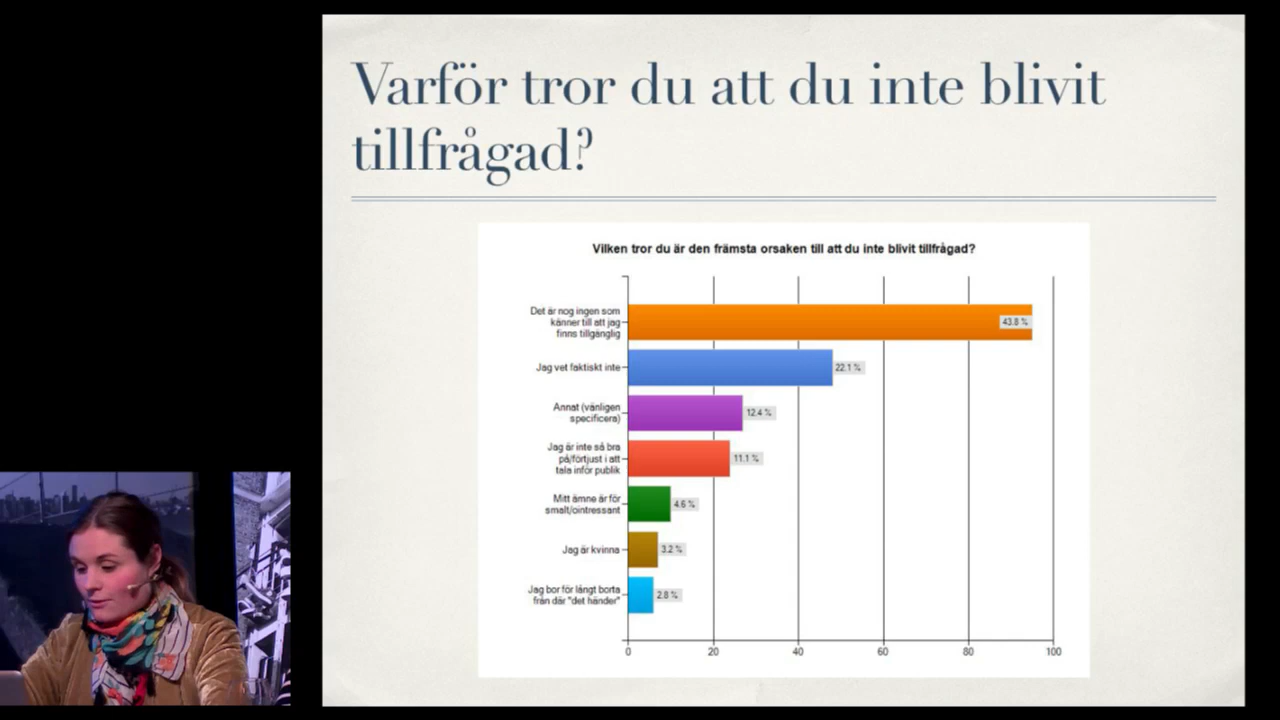 Varför tror du att du inte blivit
tillfrågad?
Vilken tror du är den främsta orsaken till att du inte blivit tillfrågad?
Det är nog ingen som
känner till att jag
finns tillgänglig
43.8 %
Jag vet faktiskt inte
22.1 %
Annat (vänligen
specificera)
12.4 %
Jag är inte så bra
på/förtjust i att
tala inför publik
11.1 %
Mitt ämne är för
smalt/ointressant
4.6 %
Jag är kvinna
3.2 %
Jag bor för långt borta
från där "det händer"
2.8 %
0 20 40 60 80 100